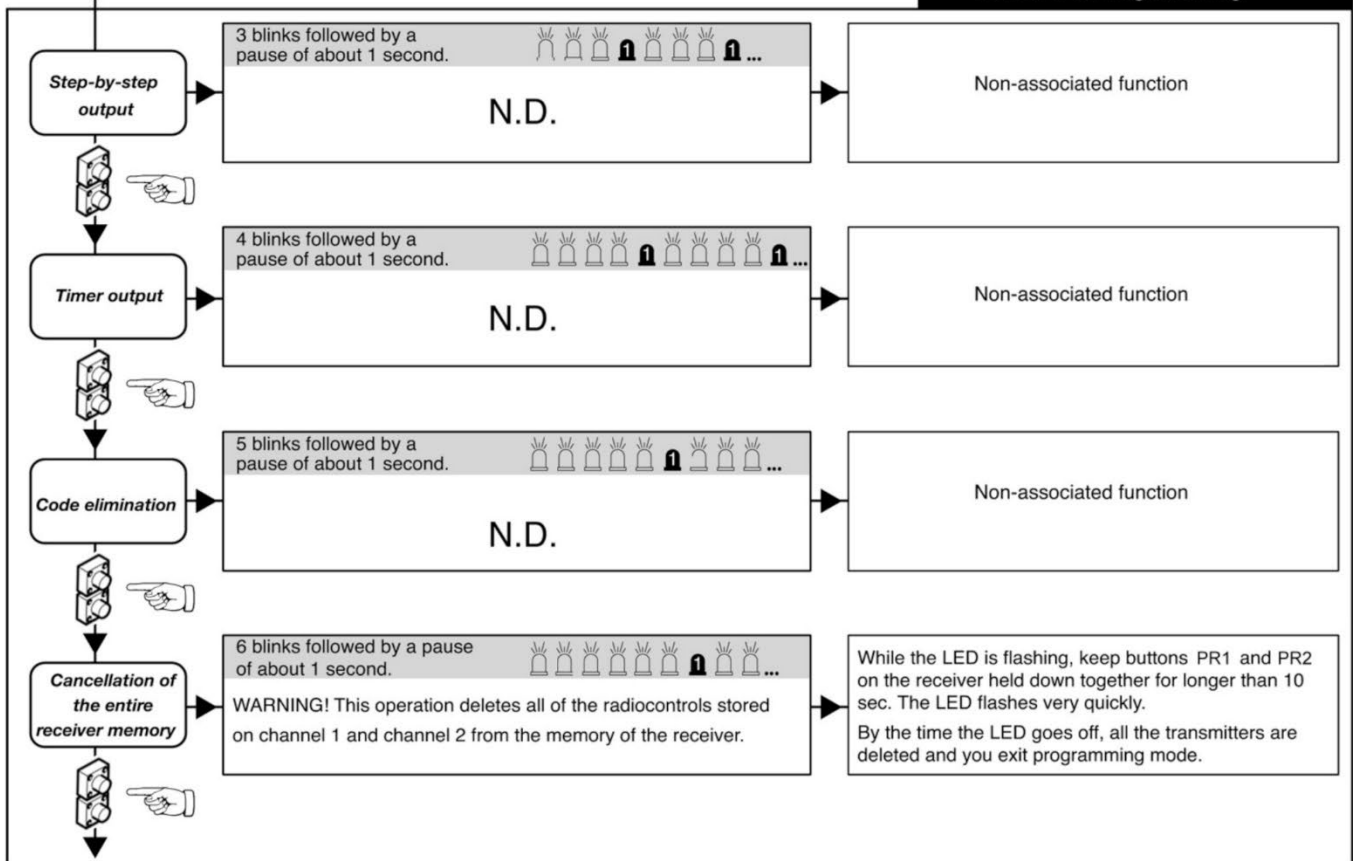 3 blinks followed by a
pause of about 1 second.
1
1
...
Step-by-step
output
N.D.
Non-associated function
4 blinks followed by a
pause of about 1 second.
1
1
...
Timer output
N.D.
Non-associated function
5 blinks followed by a
pause of about 1 second.
1
...
Code elimination
N.D.
Non-associated function
6 blinks followed by a pause
of about 1 second.
1
...
Cancellation of
the entire
receiver memory
WARNING! This operation deletes all of the radiocontrols stored
on channel 1 and channel 2 from the memory of the receiver.
While the LED is flashing, keep buttons PR1 and PR2
on the receiver held down together for longer than 10
sec. The LED flashes very quickly.
By the time the LED goes off, all the transmitters are
deleted and you exit programming mode.